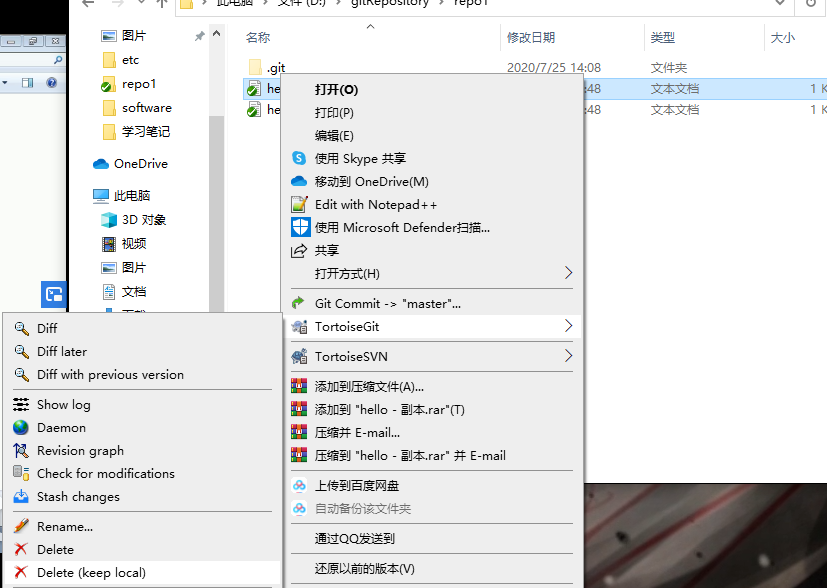 此电脑 > 文件 (D:) > gitRepository > repo1
名称 修改日期 类型 大小
图片
etc
repo1
software
学习笔记
OneDrive
此电脑
3D 对象
视频
图片
文档
.git 2020/7/25 14:08 文件夹
he :48 文本文档 1 K
he :48 文本文档 1 K
打开(O)
打印(P)
编辑(E)
使用 Skype 共享
移动到 OneDrive(M)
Edit with Notepad++
使用 Microsoft Defender扫描...
共享
打开方式(H)
Git Commit -> "master"...
TortoiseGit
TortoiseSVN
添加到压缩文件(A)...
添加到 "hello - 副本.rar"(T)
压缩并 E-mail...
压缩到 "hello - 副本.rar" 并 E-mail
上传到百度网盘
自动备份该文件夹
通过QQ发送到
还原以前的版本(V)
Diff
Diff later
Diff with previous version
Show log
Daemon
Revision graph
Check for modifications
Stash changes
Rename...
Delete
Delete (keep local)